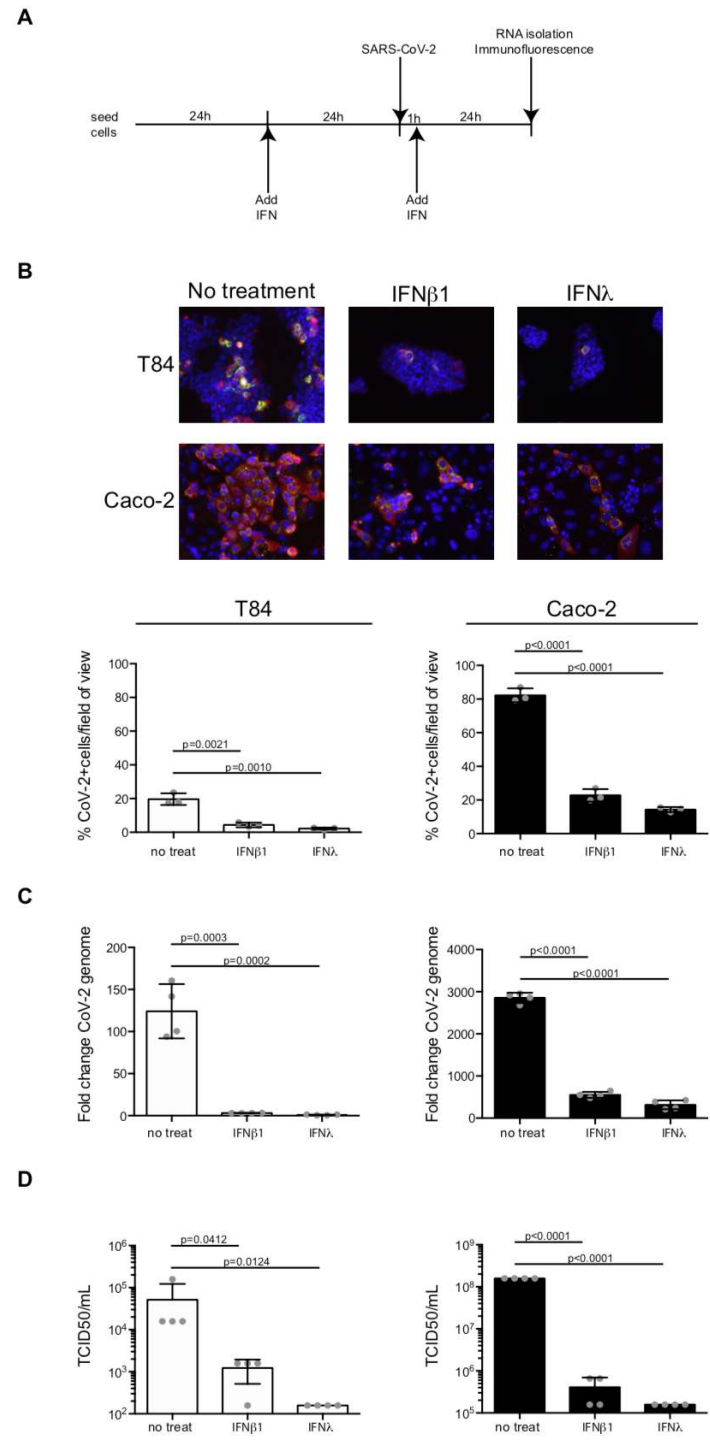 A
RNA isolation
SARS-CoV-2 Immunofluorescence
seed
cells
24h 24h 1h 24h
Add
IFN
Add
IFN
B
No treatment IFNβ1 IFNλ
T84
Caco-2
T84
% CoV-2+cells/field of view
100
80
60
40
20
0
p=0.0021
p=0.0010
no treat IFNβ1 IFNλ
Caco-2
% CoV-2+cells/field of view
100
80
60
40
20
0
p<0.0001
p<0.0001
no treat IFNβ1 IFNλ
C
Fold change CoV-2 genome
200
150
100
50
0
p=0.0003
p=0.0002
no treat IFNβ1 IFNλ
Fold change CoV-2 genome
4000
3000
2000
1000
0
p<0.0001
p<0.0001
no treat IFNβ1 IFNλ
D
TCID50/mL
10⁶
10⁵
10⁴
10³
10²
p=0.0412
p=0.0124
no treat IFNβ1 IFNλ
TCID50/mL
10⁹
10⁸
10⁷
10⁶
10⁵
p<0.0001
p<0.0001
no treat IFNβ1 IFNλ